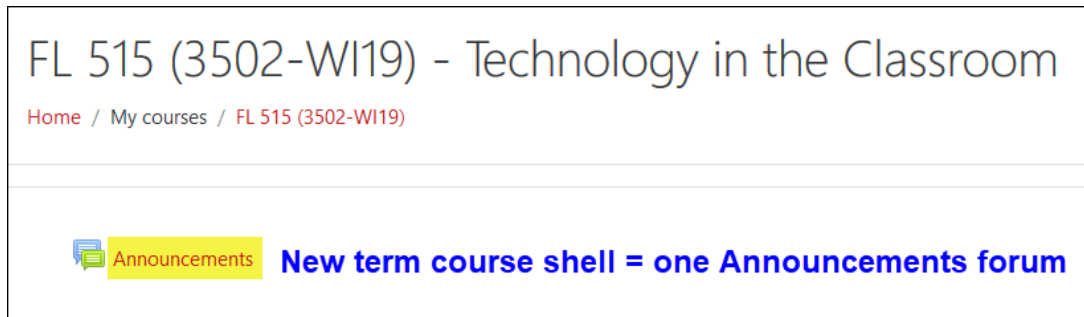 FL 515 (3502-WI19) - Technology in the Classroom
Home / My courses / FL 515 (3502-WI19)
Announcements New term course shell = one Announcements forum